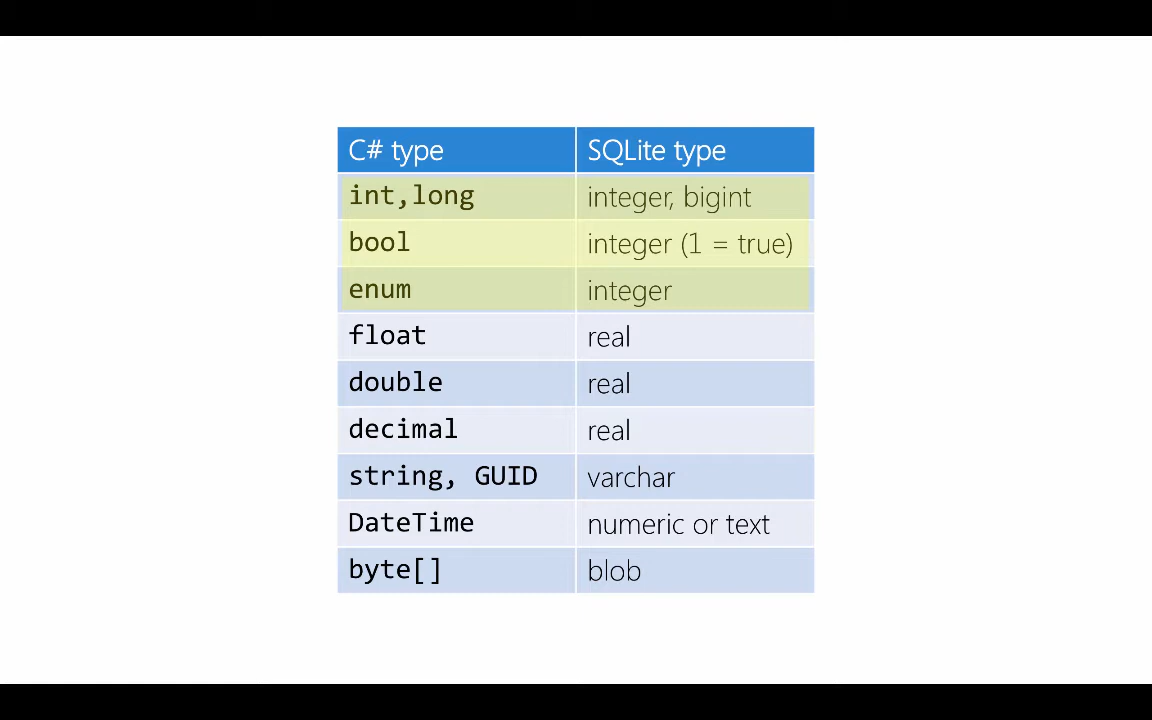 C# type SQLite type
int,long integer, bigint
bool integer (1 = true)
enum integer
float real
double real
decimal real
string, GUID varchar
DateTime numeric or text
byte[] blob